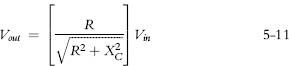 V_out = [ R / √(R² + X_C²) ] V_in 5-11